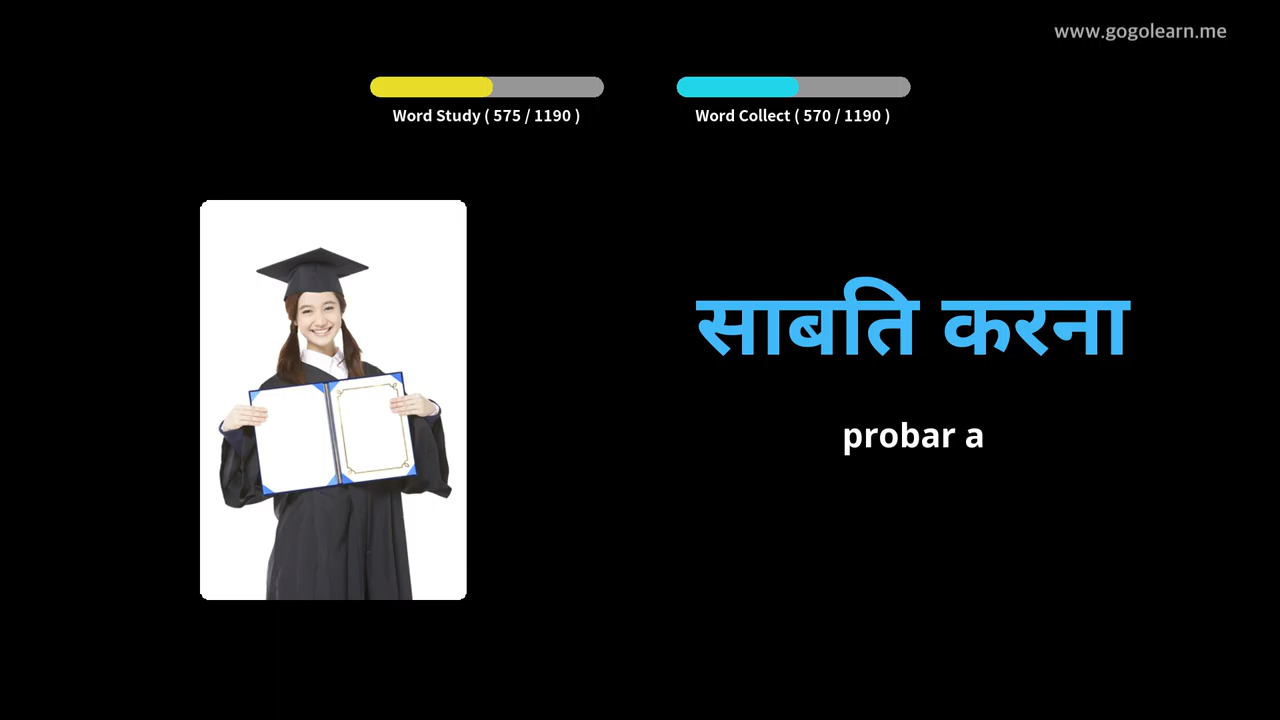 www.gogolearn.me
Word Study ( 575 / 1190 )
Word Collect ( 570 / 1190 )
साबति करना
probar a